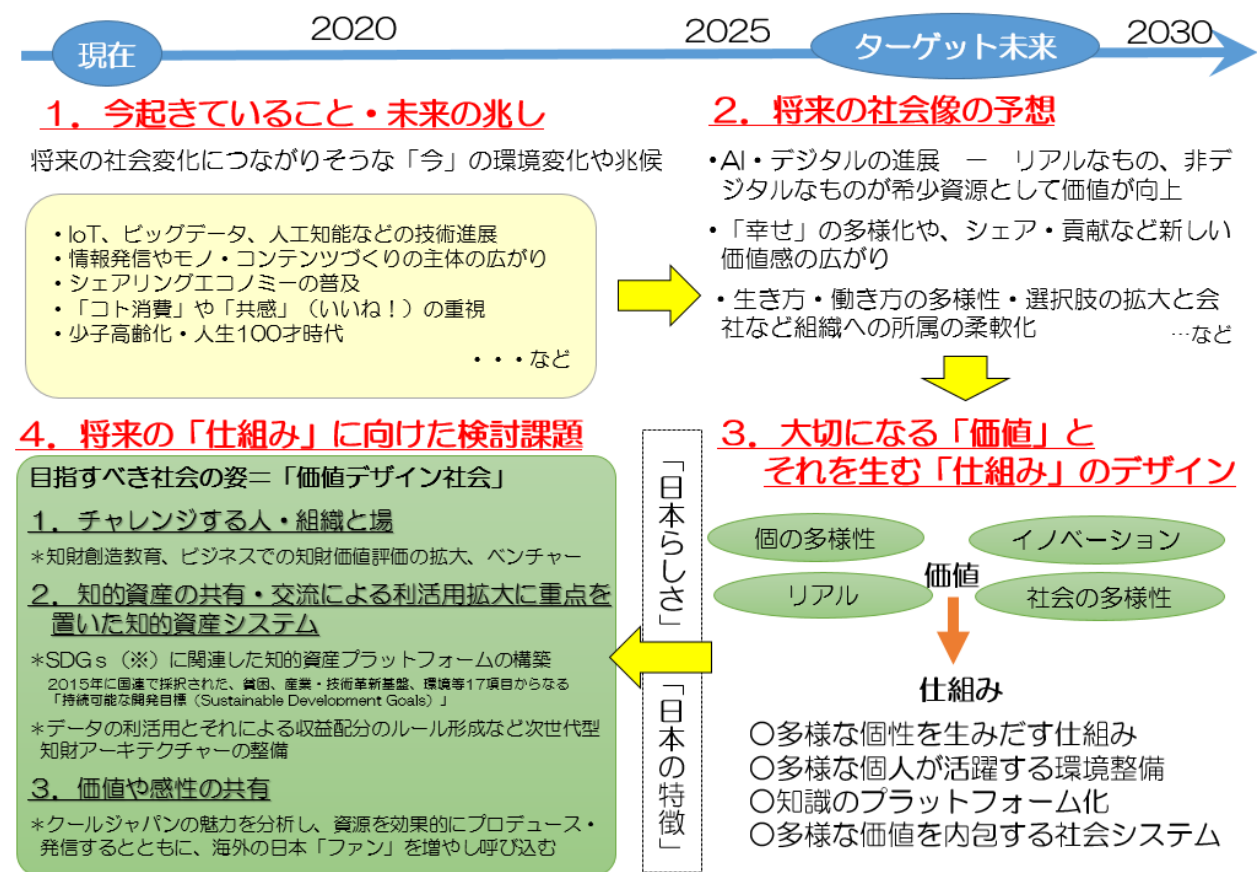 現在
2020
2025
ターゲット未来
2030
1．今起きていること・未来の兆し
将来の社会変化につながりそうな「今」の環境変化や兆候
・IoT、ビッグデータ、人工知能などの技術進展
・情報発信やモノ・コンテンツづくりの主体の広がり
・シェアリングエコノミーの普及
・「コト消費」や「共感」（いいね！）の重視
・少子高齢化・人生100才時代
・・・など
2．将来の社会像の予想
・AI・デジタルの進展　－　リアルなもの、非デ
ジタルなものが希少資源として価値が向上
・「幸せ」の多様化や、シェア・貢献など新しい
価値感の広がり
・生き方・働き方の多様性・選択肢の拡大と会
社など組織への所属の柔軟化
…など
3．大切になる「価値」と
それを生む「仕組み」のデザイン
個の多様性
イノベーション
価値
リアル
社会の多様性
仕組み
〇多様な個性を生みだす仕組み
〇多様な個人が活躍する環境整備
〇知識のプラットフォーム化
〇多様な価値を内包する社会システム
「日本らしさ」
「日本の特徴」
4．将来の「仕組み」に向けた検討課題
目指すべき社会の姿＝「価値デザイン社会」
1．チャレンジする人・組織と場
＊知財創造教育、ビジネスでの知財価値評価の拡大、ベンチャー
2．知的資産の共有・交流による利活用拡大に重点を
置いた知的資産システム
＊SDGｓ（※）に関連した知的資産プラットフォームの構築
2015年に国連で採択された、貧困、産業・技術革新基盤、環境等17項目からなる
「持続可能な開発目標（Sustainable Development Goals）」
＊データの利活用とそれによる収益配分のルール形成など次世代型
知財アーキテクチャーの整備
3．価値や感性の共有
＊クールジャパンの魅力を分析し、資源を効果的にプロデュース・
発信するとともに、海外の日本「ファン」を増やし呼び込む